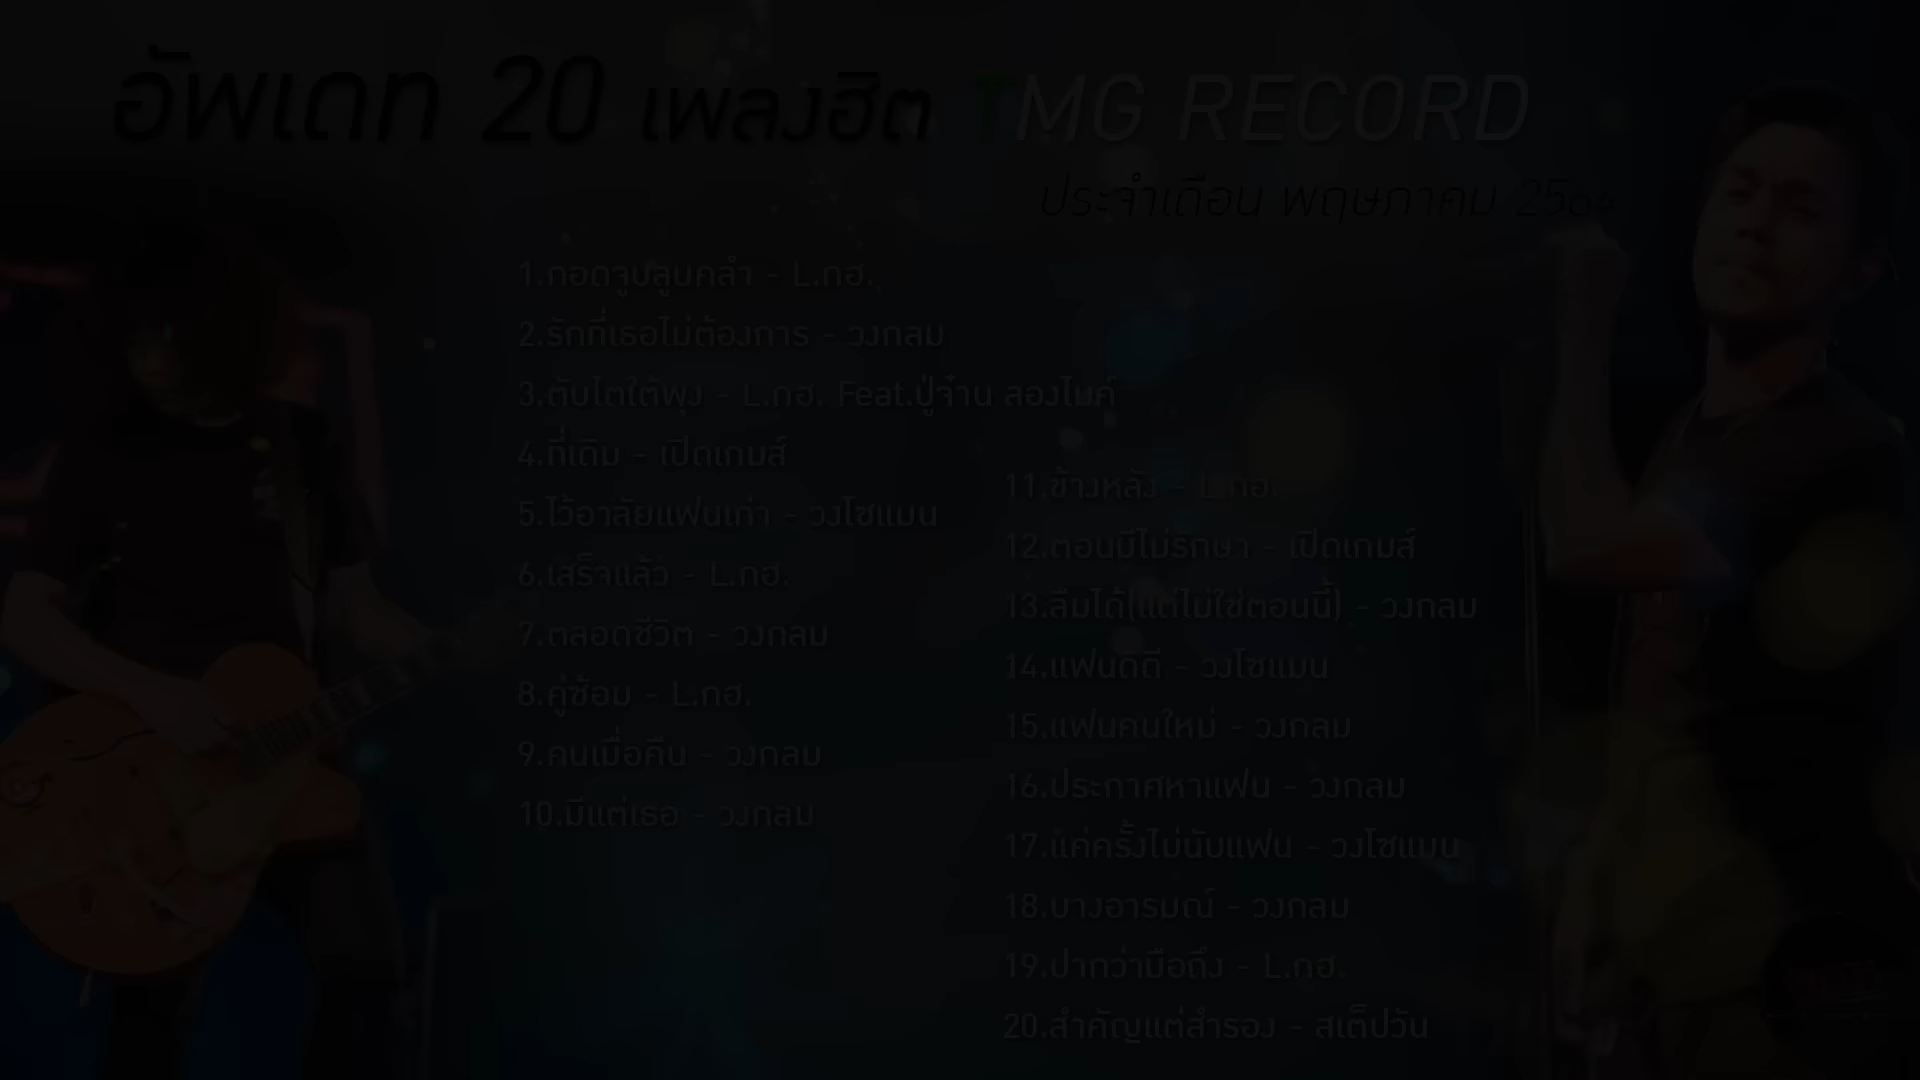 อัพเดท 20 เพลงฮิต TMG RECORD
ประจำเดือน พฤษภาคม
1.กอดจูบลูบคลำ - L.กฮ.
2.รักที่เธอไม่ต้องการ - วงกลม
3.ตับไตใต้พุง - L.กฮ. Feat.ปู่จ๋าน ลองไมค์
4.ที่เดิม - เปิดเกมส์
5.ไว้อาลัยแฟนเก่า - วงโซแมน
6.เสร็จแล้ว - L.กฮ.
7.ตลอดชีวิต - วงกลม
8.คู่ซ้อม - L.กฮ.
9.คนเมื่อคืน - วงกลม
10.มีแต่เธอ - วงกลม
11.ข้างหลัง - L.กฮ.
12.ตอนมีไม่รักษา - เปิดเกมส์
13.ลืมได้(แต่ไม่ใช่ตอนนี้) - วงกลม
14.แฟนดีดี - วงโซแมน
15.แฟนคนใหม่ - วงกลม
16.ประกาศหาแฟน - วงกลม
17.แค่ครั้งไม่นับแฟน - วงโซแมน
18.บางอารมณ์ - วงกลม
19.ปากว่ามือถึง - L.กฮ.
20.สำคัญแต่สำรอง - สเต็ปวัน